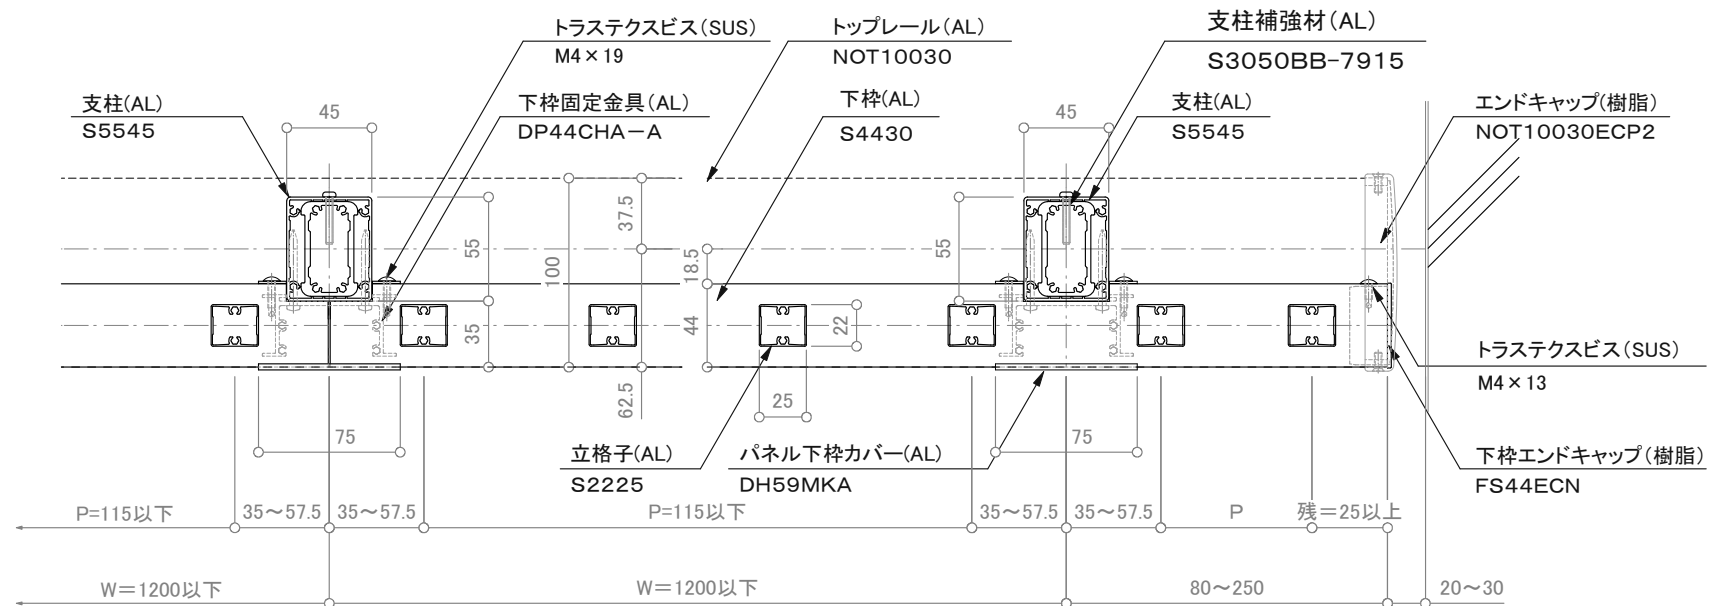 トラステクスビス(SUS)
M4×19
トップレール(AL)
NOT10030
支柱補強材(AL)
S3050BB-7915
支柱(AL)
S5545
45
下枠固定金具(AL)
DP44CHA－A
下枠(AL)
S4430
45
支柱(AL)
S5545
エンドキャップ(樹脂)
NOT10030ECP2
37.5
55
100
18.5
55
35
44
22
62.5
25
トラステクスビス(SUS)
M4×13
75
75
立格子(AL)
S2225
パネル下枠カバー(AL)
DH59MKA
下枠エンドキャップ(樹脂)
FS44ECN
P=115以下
35～57.5
35～57.5
P=115以下
35～57.5
35～57.5
P
残＝25以上
W＝1200以下
W＝1200以下
80～250
20～30